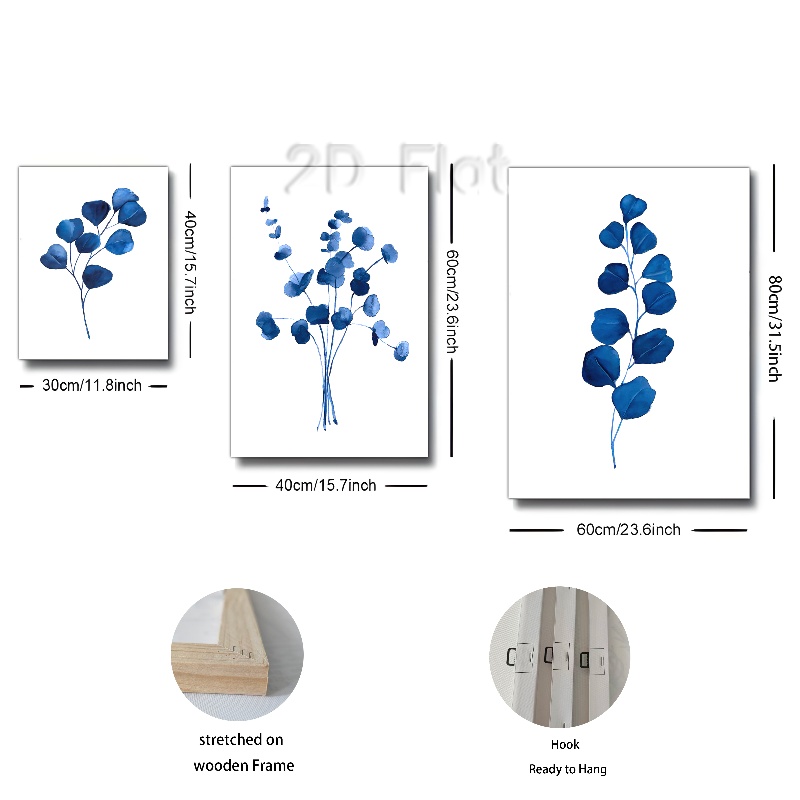 2D Flat
40cm/15.7inch
30cm/11.8inch
60cm/23.6inch
40cm/15.7inch
80cm/31.5inch
60cm/23.6inch
stretched on
wooden Frame
Hook
Ready to Hang